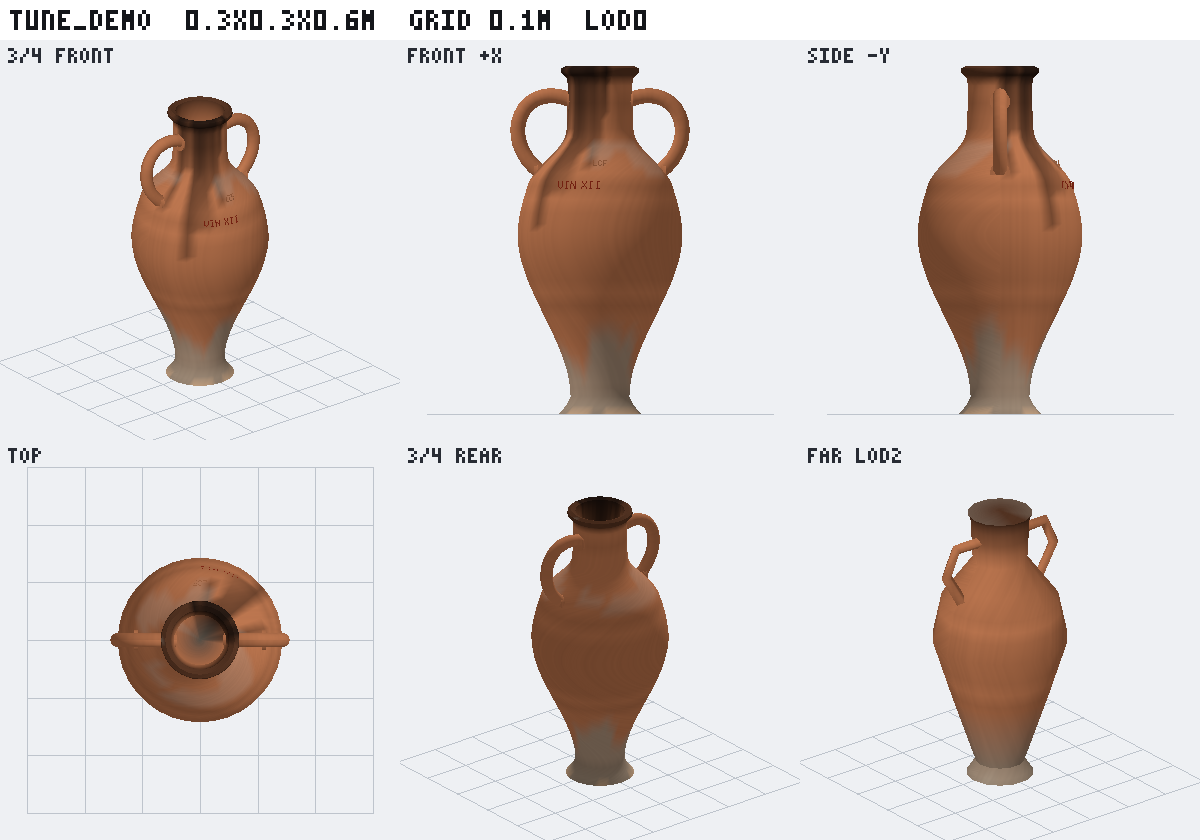 TUNE_DEMO 0.3X0.3X0.6M GRID 0.1M LOD0
3/4 FRONT
FRONT +X
SIDE -Y
VIN XII
VIN XII
TOP
3/4 REAR
FAR LOD2